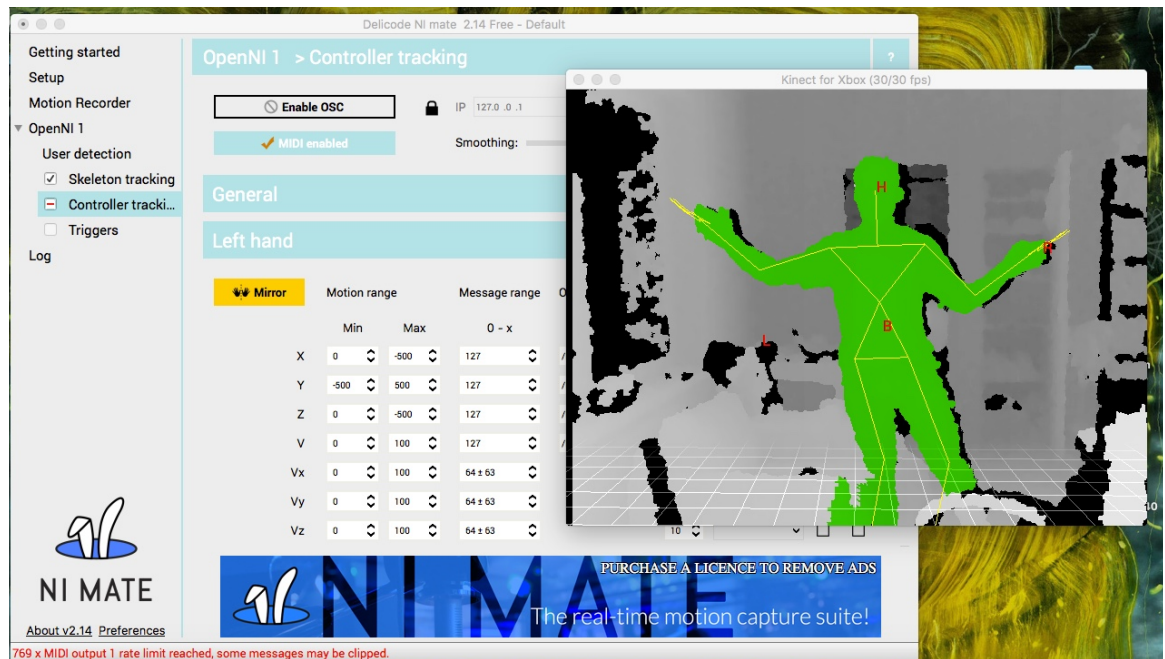 Delicode NI mate 2.14 Free - Default
Getting started
Setup
Motion Recorder
OpenNI 1
User detection
Skeleton tracking
Controller tracki...
Triggers
Log
NI MATE
About v2.14 Preferences
OpenNI 1 > Controller tracking ?
Enable OSC IP 127.0 .0 .1
MIDI enabled Smoothing:
General
Left hand
Mirror Motion range Message range O
Min Max 0 - x
X 0 -500 127 /
Y -500 500 127 /
Z 0 -500 127 /
V 0 100 127 /
Vx 0 100 64 ± 63
Vy 0 100 64 ± 63
Vz 0 100 64 ± 63 10
NI MATE
PURCHASE A LICENCE TO REMOVE ADS
The real-time motion capture suite!
769 x MIDI output 1 rate limit reached, some messages may be clipped.
Kinect for Xbox (30/30 fps)
H
R
B
L